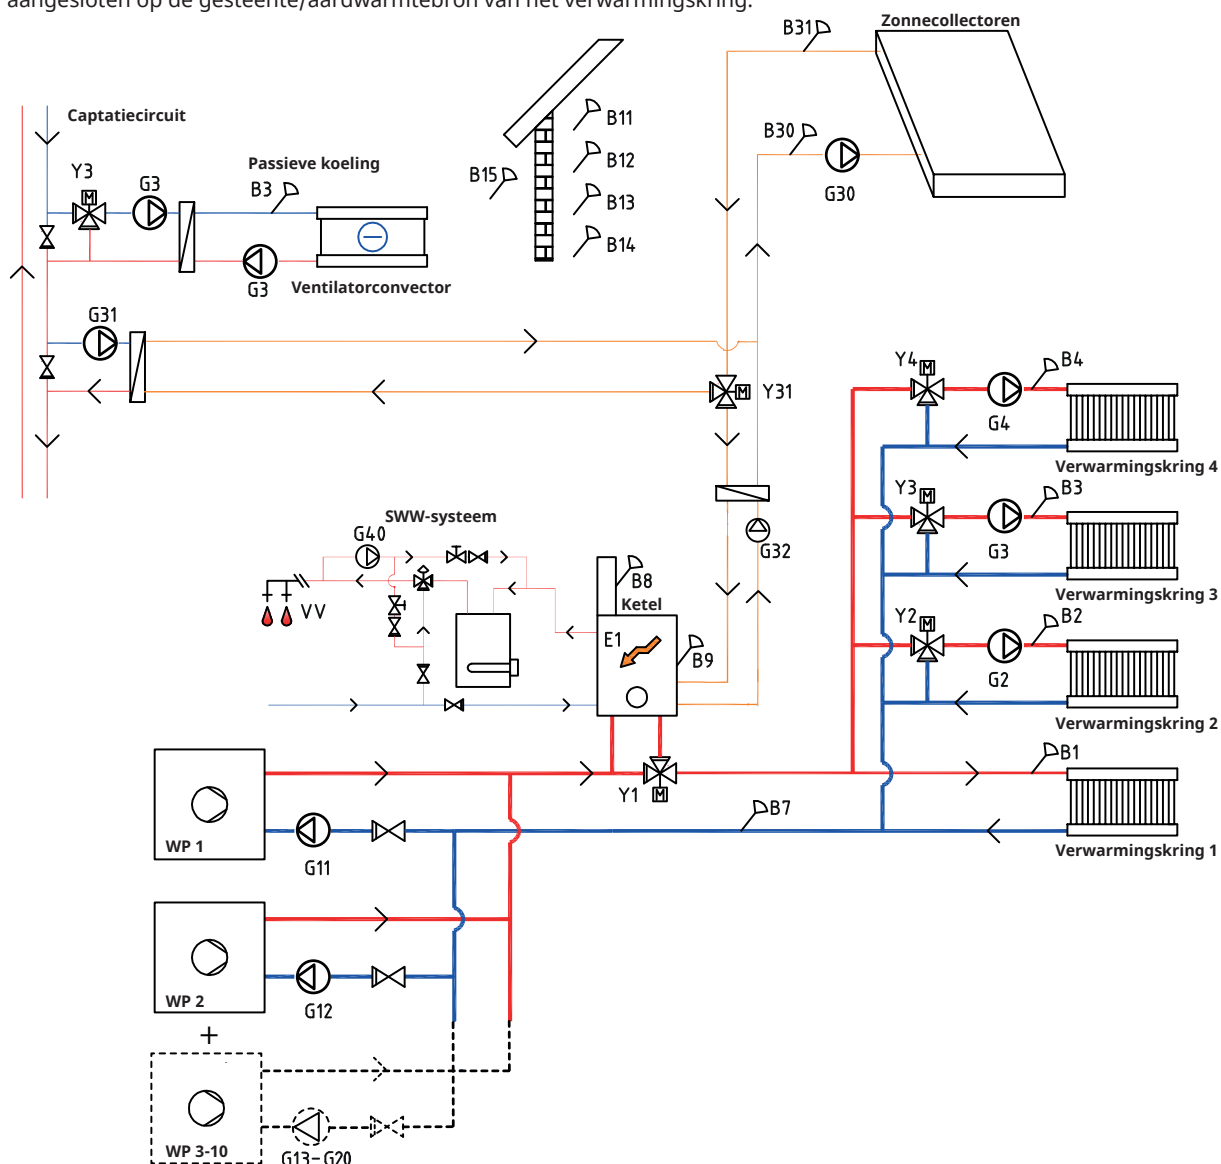 aangesloten op de gesteente/aardwarmtebron van het verwarmingskring.
Zonnecollectoren
B31
Captatiecircuit
B11
B30
Y3
G3
Passieve koeling
B3
B12
B15
G30
B13
B14
G3
Ventilatorconvector
G31
Y4
B4
Y31
G4
Verwarmingskring 4
Y3
B3
SWW-systeem
G40
G32
G3
B8
Verwarmingskring 3
Ketel
VV
Y2
B2
E1
B9
G2
Verwarmingskring 2
B1
Y1
B7
WP 1
G11
Verwarmingskring 1
WP 2
G12
+
WP 3-10
G13-G20